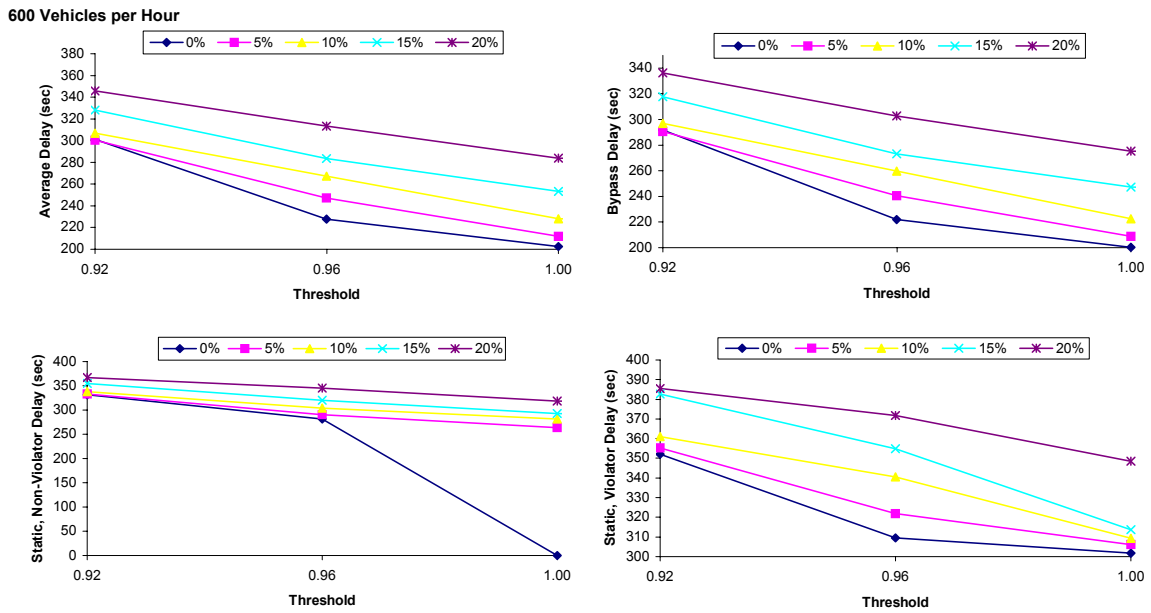 600 Vehicles per Hour
0% 5% 10% 15% 20%
Average Delay (sec)
380
360
340
320
300
280
260
240
220
200
0.92 0.96 1.00
Threshold
0% 5% 10% 15% 20%
Bypass Delay (sec)
340
320
300
280
260
240
220
200
0.92 0.96 1.00
Threshold
0% 5% 10% 15% 20%
Static, Non-Violator Delay (sec)
400
350
300
250
200
150
100
50
0
0.92 0.96 1.00
Threshold
0% 5% 10% 15% 20%
Static, Violator Delay (sec)
390
380
370
360
350
340
330
320
310
300
0.92 0.96 1.00
Threshold